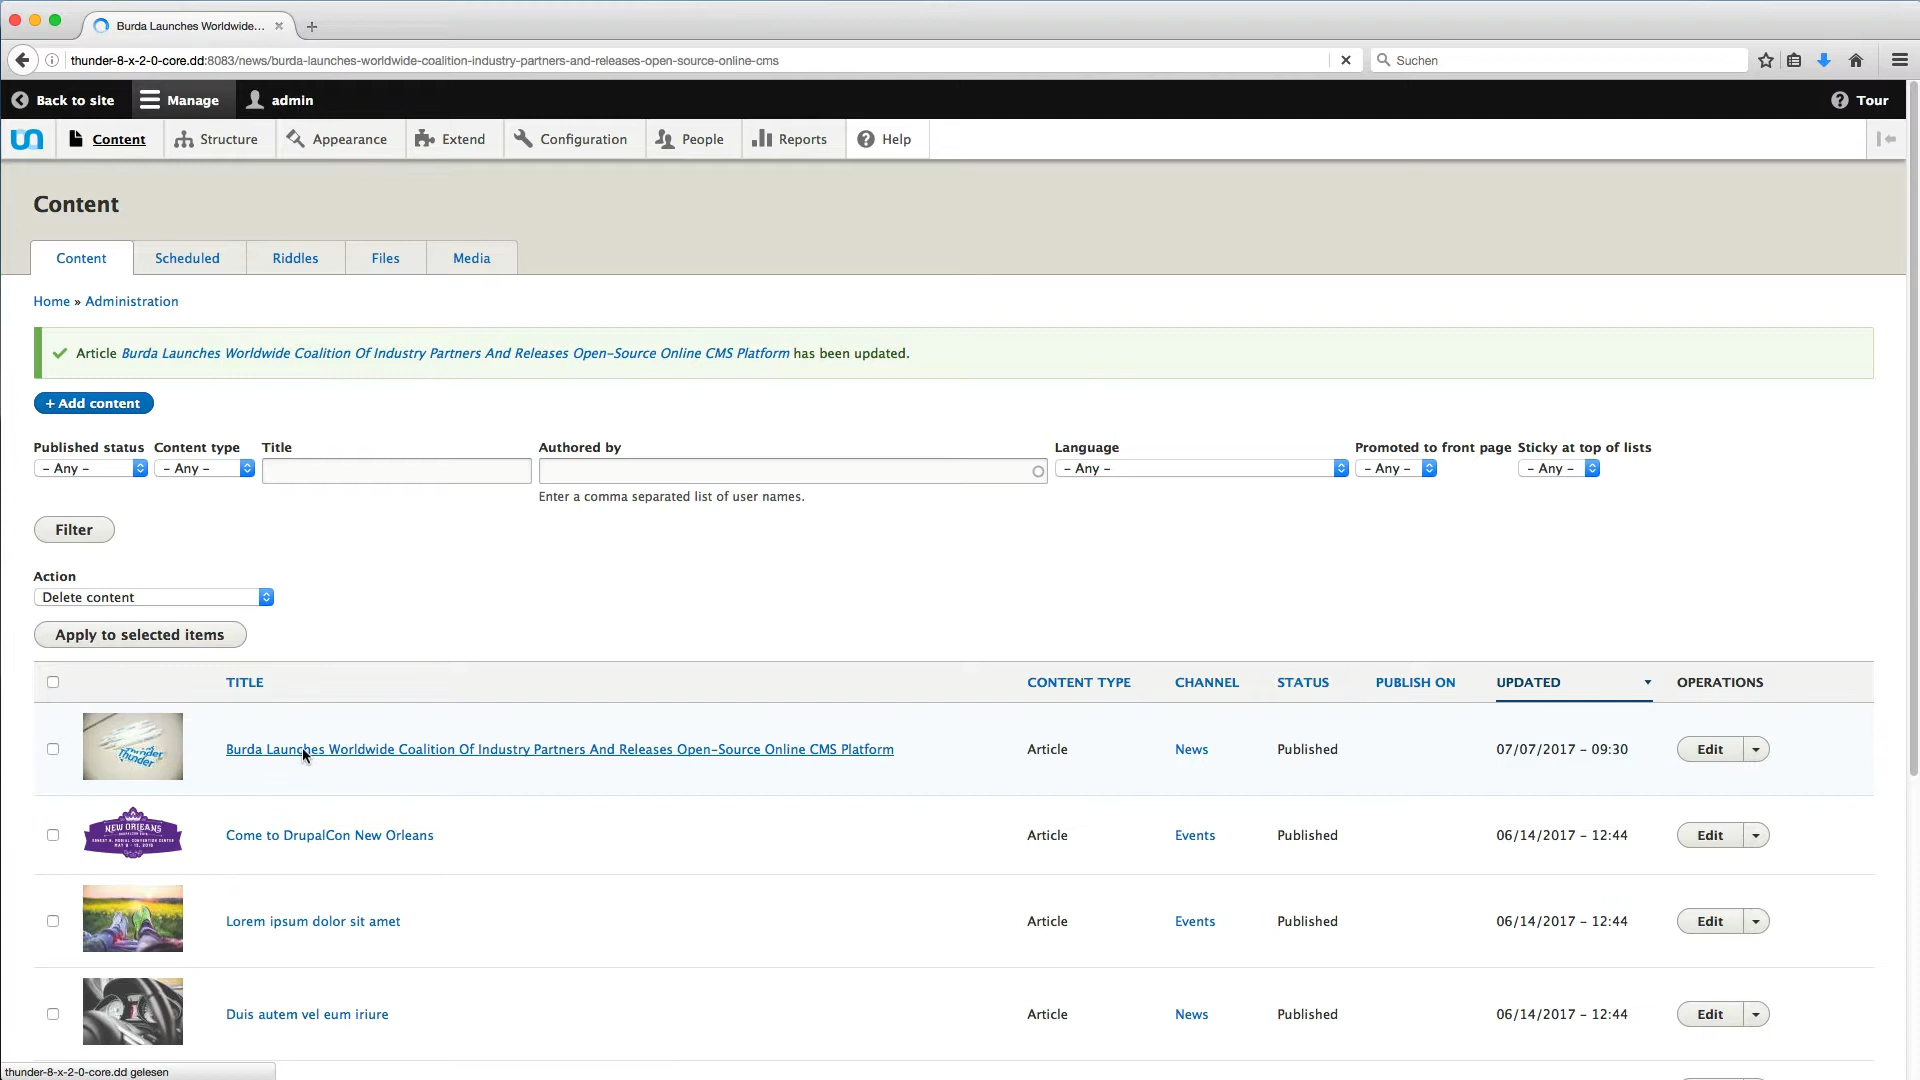 Burda Launches Worldwide...
thunder-8-x-2-0-core.dd:8083/news/burda-launches-worldwide-coalition-industry-partners-and-releases-open-source-online-cms
Suchen
Back to site
Manage
admin
Tour
Content
Structure
Appearance
Extend
Configuration
People
Reports
Help
Content
Content
Scheduled
Riddles
Files
Media
Home » Administration
Article Burda Launches Worldwide Coalition Of Industry Partners And Releases Open-Source Online CMS Platform has been updated.
+ Add content
Published status
Content type
Title
Authored by
Language
Promoted to front page
Sticky at top of lists
- Any -
- Any -
- Any -
- Any -
- Any -
Enter a comma separated list of user names.
Filter
Action
Delete content
Apply to selected items
TITLE
CONTENT TYPE
CHANNEL
STATUS
PUBLISH ON
UPDATED
OPERATIONS
Thunder
Burda Launches Worldwide Coalition Of Industry Partners And Releases Open-Source Online CMS Platform
Article
News
Published
07/07/2017 - 09:30
Edit
NEW ORLEANS
Come to DrupalCon New Orleans
Article
Events
Published
06/14/2017 - 12:44
Edit
Lorem ipsum dolor sit amet
Article
Events
Published
06/14/2017 - 12:44
Edit
Duis autem vel eum iriure
Article
News
Published
06/14/2017 - 12:44
Edit
thunder-8-x-2-0-core.dd gelesen